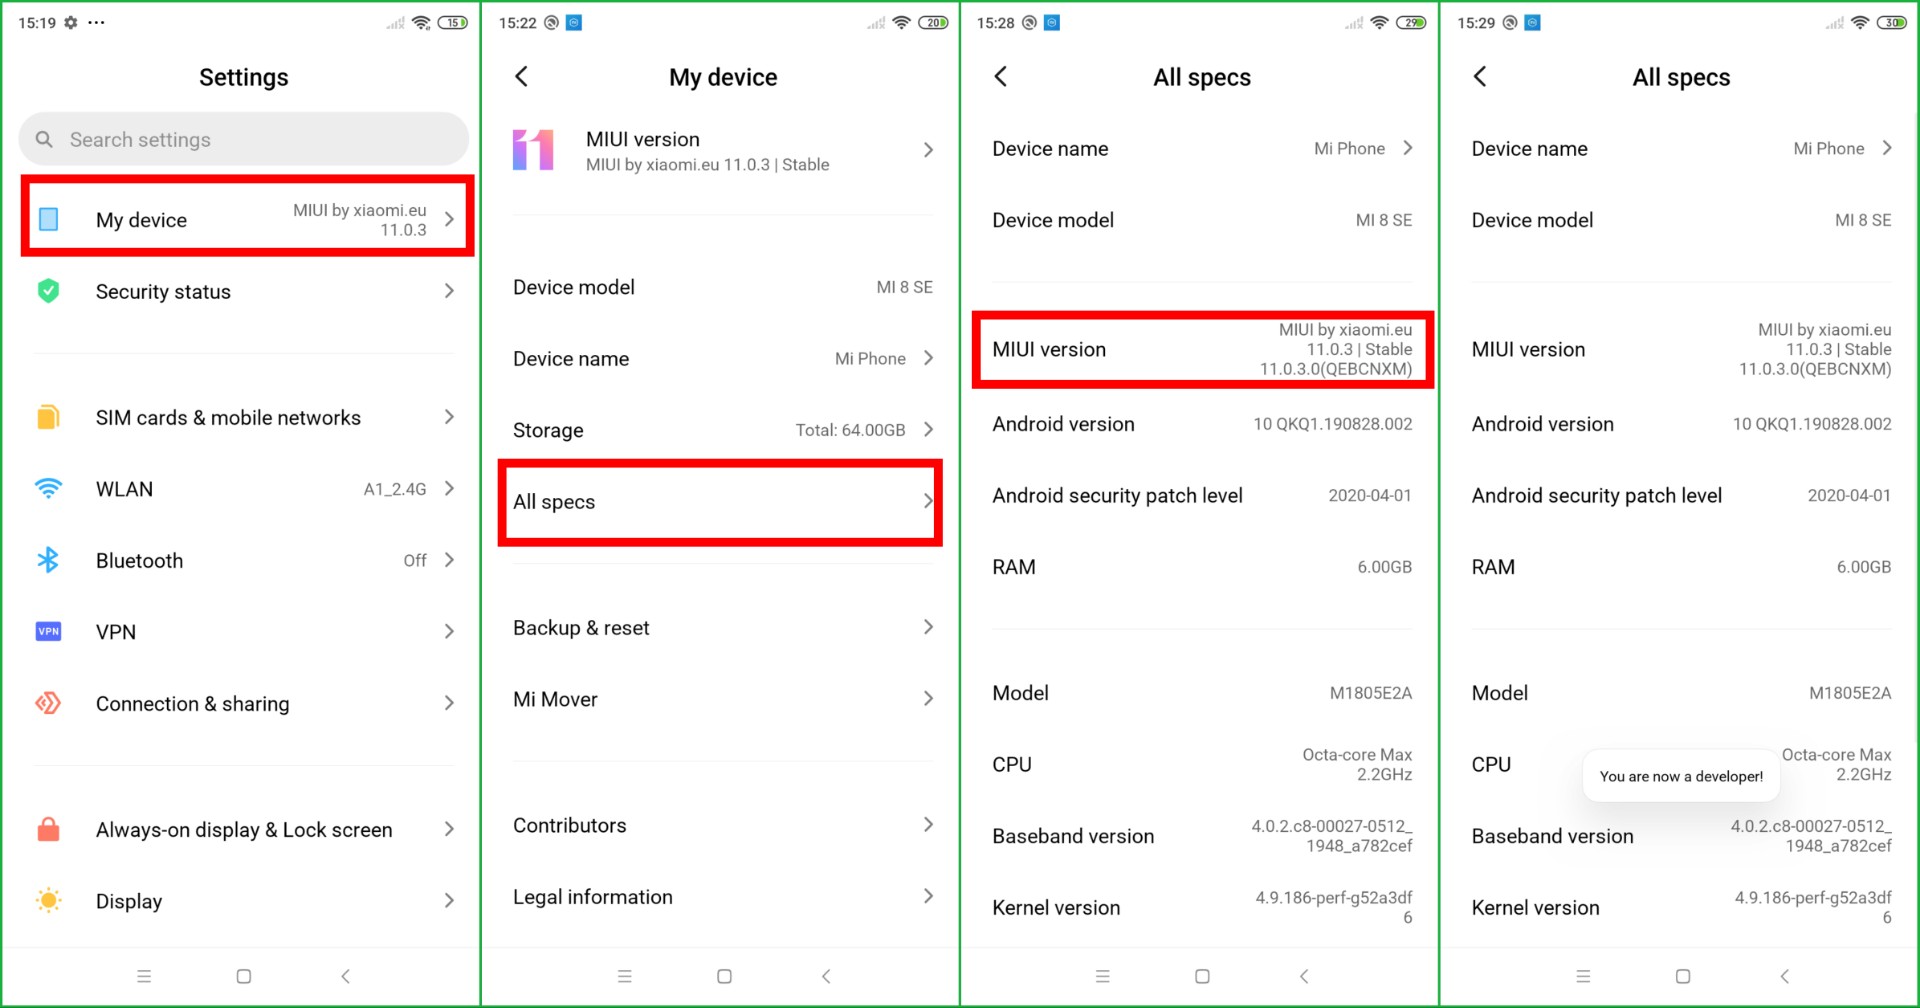 15:19 ··· 15
Settings
Search settings
My device
MIUI by xiaomi.eu
11.0.3
Security status
SIM cards & mobile networks
WLAN A1_2.4G
Bluetooth Off
VPN VPN
Connection & sharing
Always-on display & Lock screen
Display
15:22 20
My device
11 MIUI version
MIUI by xiaomi.eu 11.0.3 | Stable
Device model MI 8 SE
Device name Mi Phone
Storage Total: 64.00GB
All specs
Backup & reset
Mi Mover
Contributors
Legal information
15:28 29
All specs
Device name Mi Phone
Device model MI 8 SE
MIUI version
MIUI by xiaomi.eu
11.0.3 | Stable
11.0.3.0(QEBCNXM)
Android version 10 QKQ1.190828.002
Android security patch level 2020-04-01
RAM 6.00GB
Model M1805E2A
CPU
Octa-core Max
2.2GHz
Baseband version
4.0.2.c8-00027-0512_
1948_a782cef
Kernel version
4.9.186-perf-g52a3df
6
15:29 30
All specs
Device name Mi Phone
Device model MI 8 SE
MIUI version
MIUI by xiaomi.eu
11.0.3 | Stable
11.0.3.0(QEBCNXM)
Android version 10 QKQ1.190828.002
Android security patch level 2020-04-01
RAM 6.00GB
Model M1805E2A
CPU
Octa-core Max
2.2GHz
You are now a developer!
Baseband version
4.0.2.c8-00027-0512_
1948_a782cef
Kernel version
4.9.186-perf-g52a3df
6